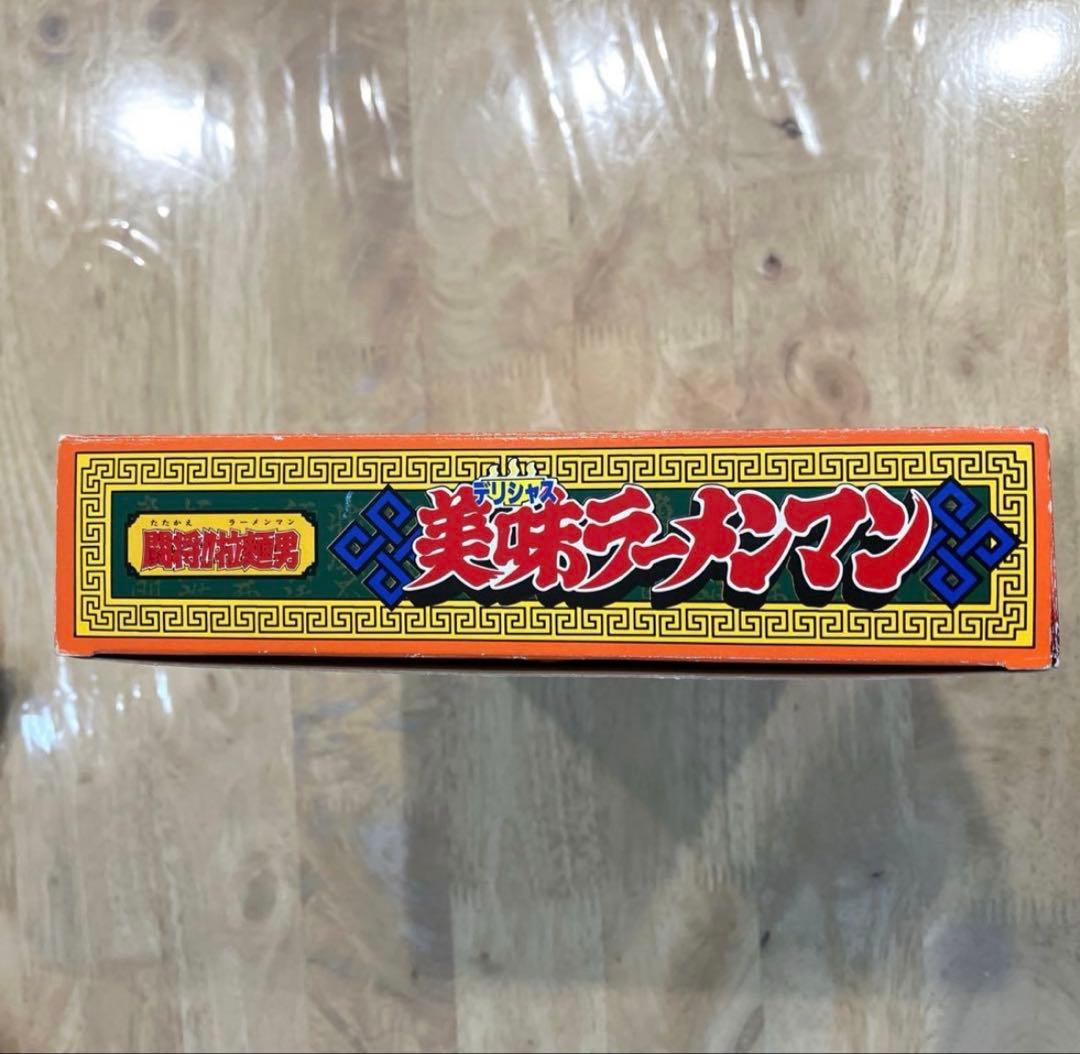 たたかえ ラーメンマン
闘将!!拉麵男
デリシャス
美味ラーメンマン